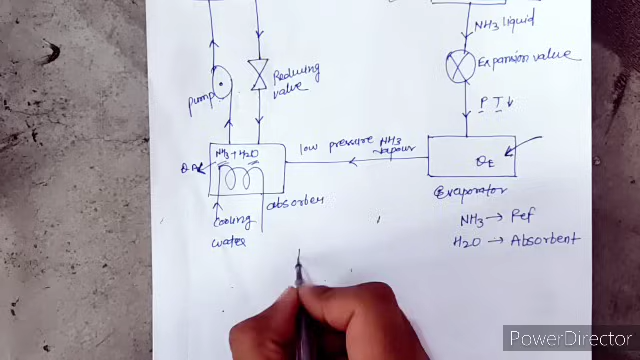 NH3 liquid
Expansion valve
Reducing
valve
pump
P T ↓
low pressure NH3
vapour
NH3 + H2O
QA
QE
absorber
Evaporator
cooling
water
NH3 → Ref
H2O → Absorbent
PowerDirector